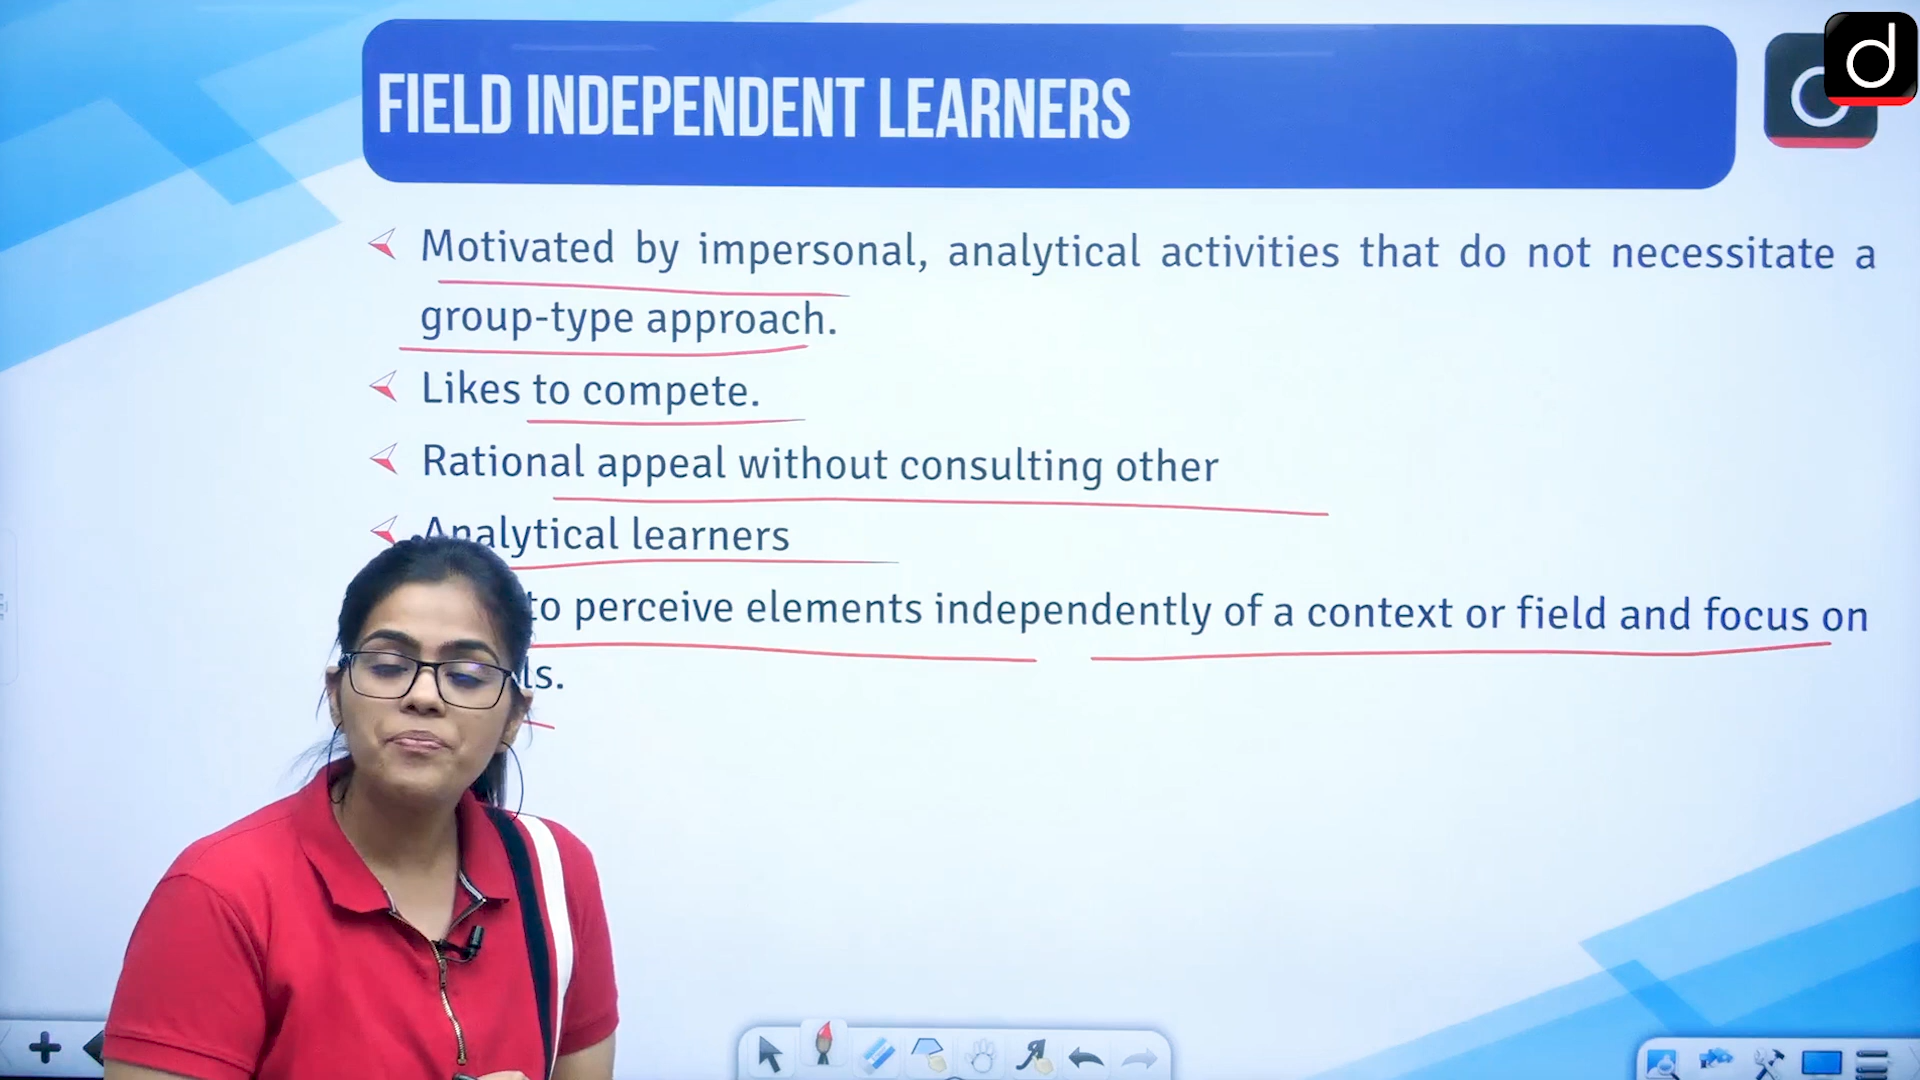 FIELD INDEPENDENT LEARNERS
Motivated by impersonal, analytical activities that do not necessitate a
group-type approach.
Likes to compete.
Rational appeal without consulting other
Analytical learners
to perceive elements independently of a context or field and focus on
ls.
d